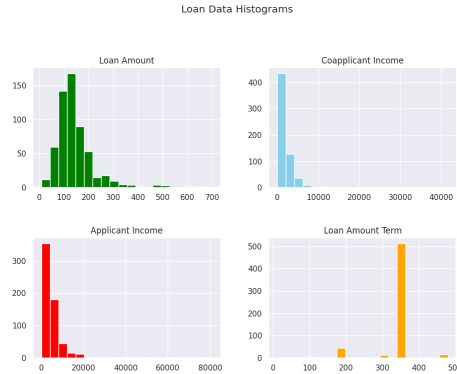 Loan Data Histograms
Loan Amount
Coapplicant Income
150
100
50
0
0 100 200 300 400 500 600 700
400
300
200
100
0
0 10000 20000 30000 40000
Applicant Income
Loan Amount Term
300
200
100
0
0 20000 40000 60000 80000
500
400
300
200
100
0
0 100 200 300 400 50